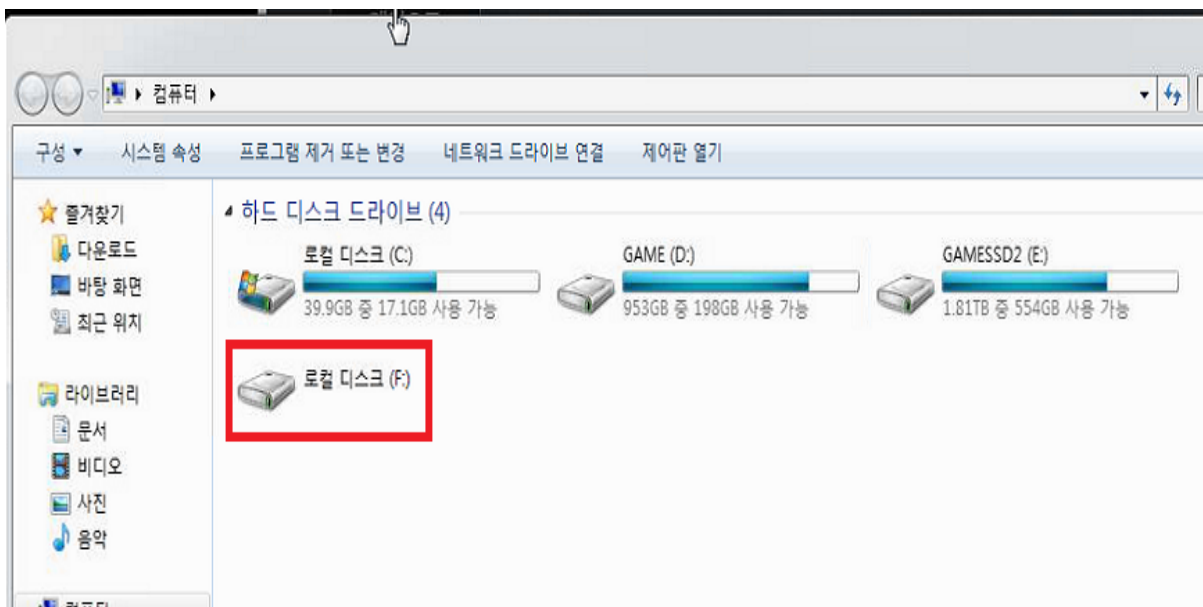 컴퓨터
구성
시스템 속성
프로그램 제거 또는 변경
네트워크 드라이브 연결
제어판 열기
즐겨찾기
다운로드
바탕 화면
최근 위치
라이브러리
문서
비디오
사진
음악
하드 디스크 드라이브 (4)
로컬 디스크 (C:)
39.9GB 중 17.1GB 사용 가능
GAME (D:)
953GB 중 198GB 사용 가능
GAMESSD2 (E:)
1.81TB 중 554GB 사용 가능
로컬 디스크 (F:)